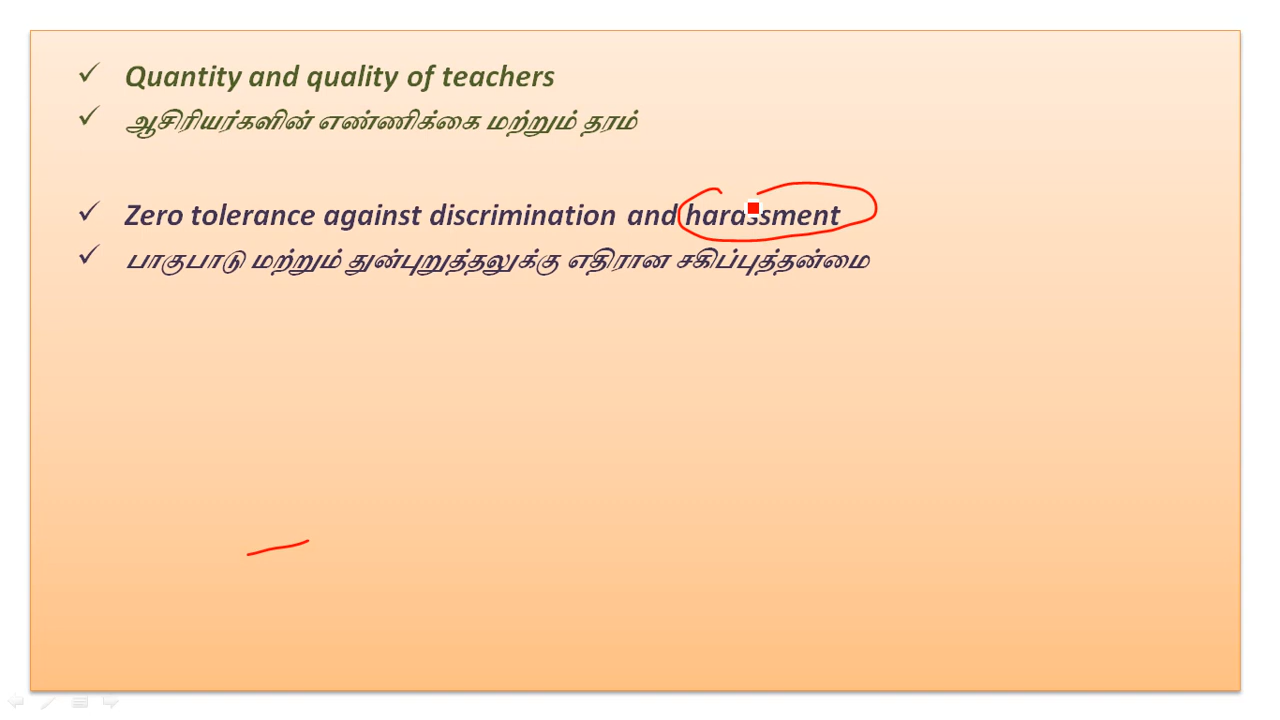 Quantity and quality of teachers
ஆசிரியர்களின் எண்ணிக்கை மற்றும் தரம்
Zero tolerance against discrimination and harassment
பாகுபாடு மற்றும் துன்புறுத்தலுக்கு எதிரான சகிப்புத்தன்மை